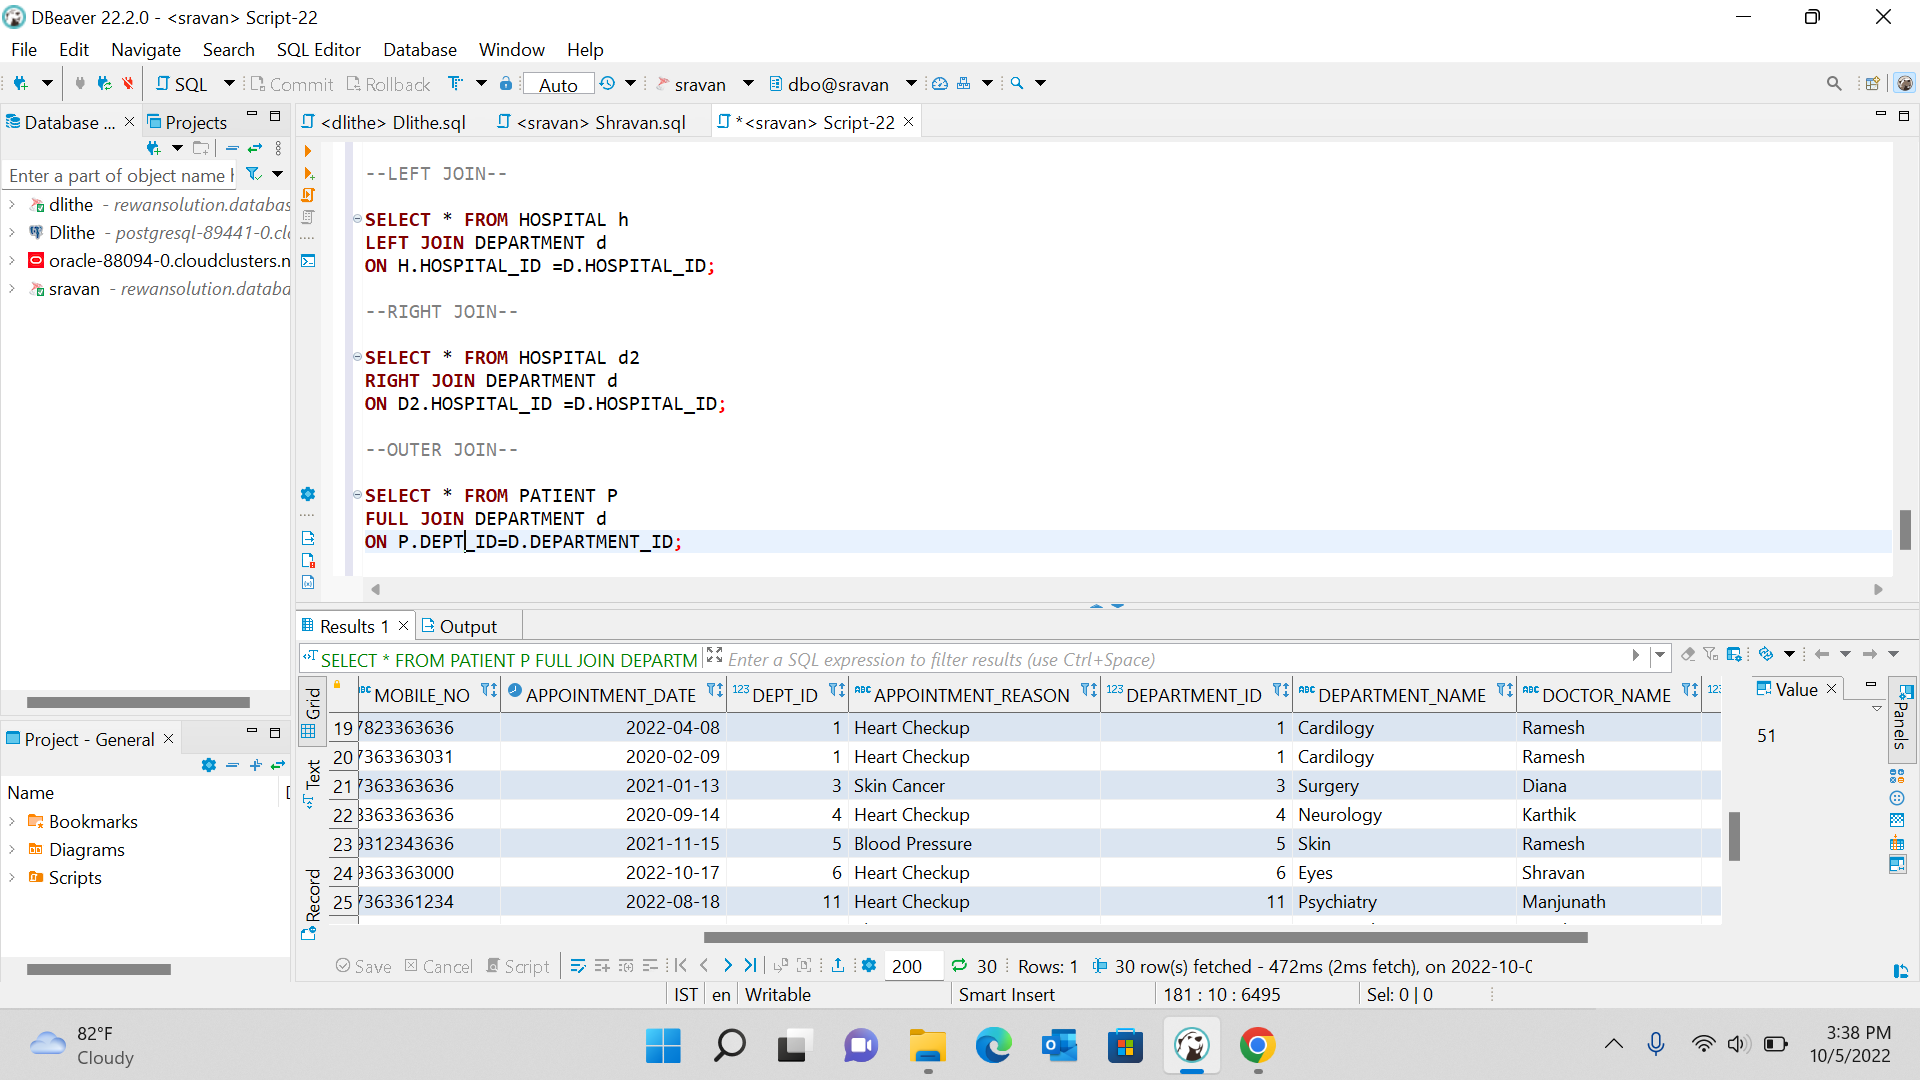 DBeaver 22.2.0 - <sravan> Script-22
File Edit Navigate Search SQL Editor Database Window Help
SQL Commit Rollback Auto sravan dbo@sravan
Database ... Projects <dlithe> Dlithe.sql <sravan> Shravan.sql *<sravan> Script-22
Enter a part of object name
dlithe - rewansolution.databas
Dlithe - postgresql-89441-0.cl
oracle-88094-0.cloudclusters.n
sravan - rewansolution.databa
--LEFT JOIN--
SELECT * FROM HOSPITAL h
LEFT JOIN DEPARTMENT d
ON H.HOSPITAL_ID =D.HOSPITAL_ID;
--RIGHT JOIN--
SELECT * FROM HOSPITAL d2
RIGHT JOIN DEPARTMENT d
ON D2.HOSPITAL_ID =D.HOSPITAL_ID;
--OUTER JOIN--
SELECT * FROM PATIENT P
FULL JOIN DEPARTMENT d
ON P.DEPT_ID=D.DEPARTMENT_ID;
Project - General
Name
Bookmarks
Diagrams
Scripts
Results 1 Output
SELECT * FROM PATIENT P FULL JOIN DEPARTM Enter a SQL expression to filter results (use Ctrl+Space)
Grid
Text
Record
MOBILE_NO APPOINTMENT_DATE 123 DEPT_ID ABC APPOINTMENT_REASON 123 DEPARTMENT_ID ABC DEPARTMENT_NAME ABC DOCTOR_NAME 123
19 7823363636 2022-04-08 1 Heart Checkup 1 Cardilogy Ramesh
20 7363363031 2020-02-09 1 Heart Checkup 1 Cardilogy Ramesh
21 7363363636 2021-01-13 3 Skin Cancer 3 Surgery Diana
22 3363363636 2020-09-14 4 Heart Checkup 4 Neurology Karthik
23 9312343636 2021-11-15 5 Blood Pressure 5 Skin Ramesh
24 9363363000 2022-10-17 6 Heart Checkup 6 Eyes Shravan
25 7363361234 2022-08-18 11 Heart Checkup 11 Psychiatry Manjunath
Value
51
Panels
Save Cancel Script 200 30 Rows: 1 30 row(s) fetched - 472ms (2ms fetch), on 2022-10-0
IST en Writable Smart Insert 181 : 10 : 6495 Sel: 0 | 0
82°F
Cloudy
3:38 PM
10/5/2022